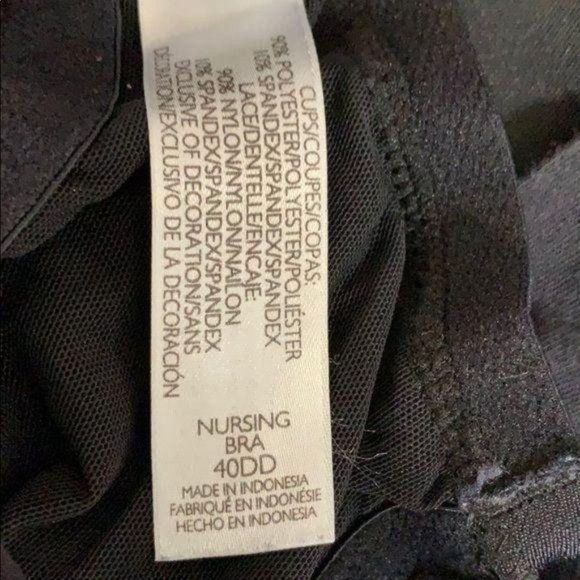 CUPS/COUPES/COPAS:
90% POLYESTER/POLYESTER/POLIÉSTER
10% SPANDEX/SPANDEX/SPANDEX
LACE/DENTELLE/ENCAJE:
90% NYLON/NYLON/NAILON
10% SPANDEX/SPANDEX/SPANDEX
EXCLUSIVE OF DECORATION/SANS
DÉCORATION/EXCLUSIVO DE LA DECORACIÓN
NURSING
BRA
40DD
MADE IN INDONESIA
FABRIQUÉ EN INDONÉSIE
HECHO EN INDONESIA